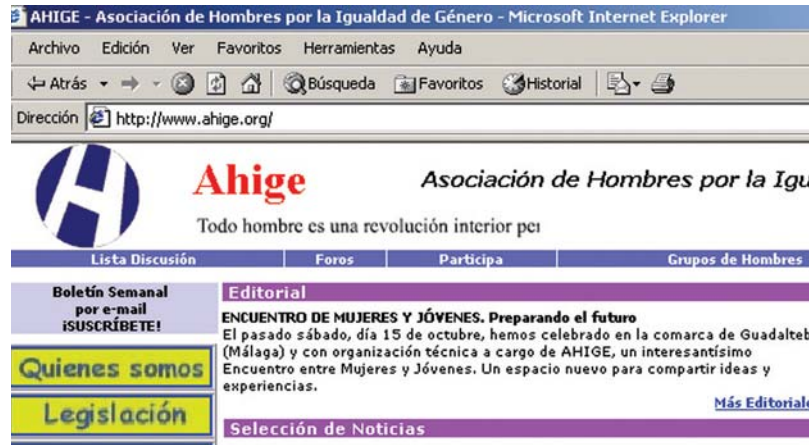 AHIGE - Asociación de Hombres por la Igualdad de Género - Microsoft Internet Explorer
Archivo Edición Ver Favoritos Herramientas Ayuda
Atrás Búsqueda Favoritos Historial
Dirección http://www.ahige.org/
Ahige Asociación de Hombres por la Igu
Todo hombre es una revolución interior pe
Lista Discusión Foros Participa Grupos de Hombres
Boletín Semanal
por e-mail
¡SUSCRÍBETE!
Quienes somos
Legislación
Editorial
ENCUENTRO DE MUJERES Y JÓVENES. Preparando el futuro
El pasado sábado, día 15 de octubre, hemos celebrado en la comarca de Guadalteb
(Málaga) y con organización técnica a cargo de AHIGE, un interesantísimo
Encuentro entre Mujeres y Jóvenes. Un espacio nuevo para compartir ideas y
experiencias.
Más Editoriale
Selección de Noticias